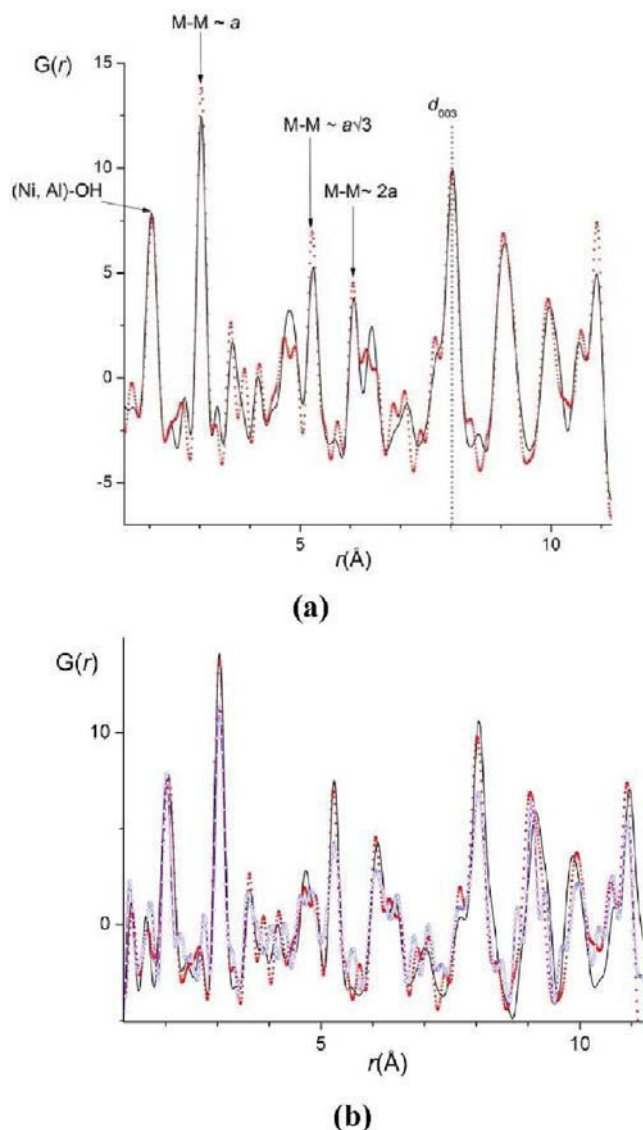 M-M ~ a
G(r)
15
d003
M-M ~ a√3
10
M-M~ 2a
(Ni, Al)-OH
5
0
-5
5
10
r(Å)
(a)
G(r)
10
0
5
10
r(Å)
(b)